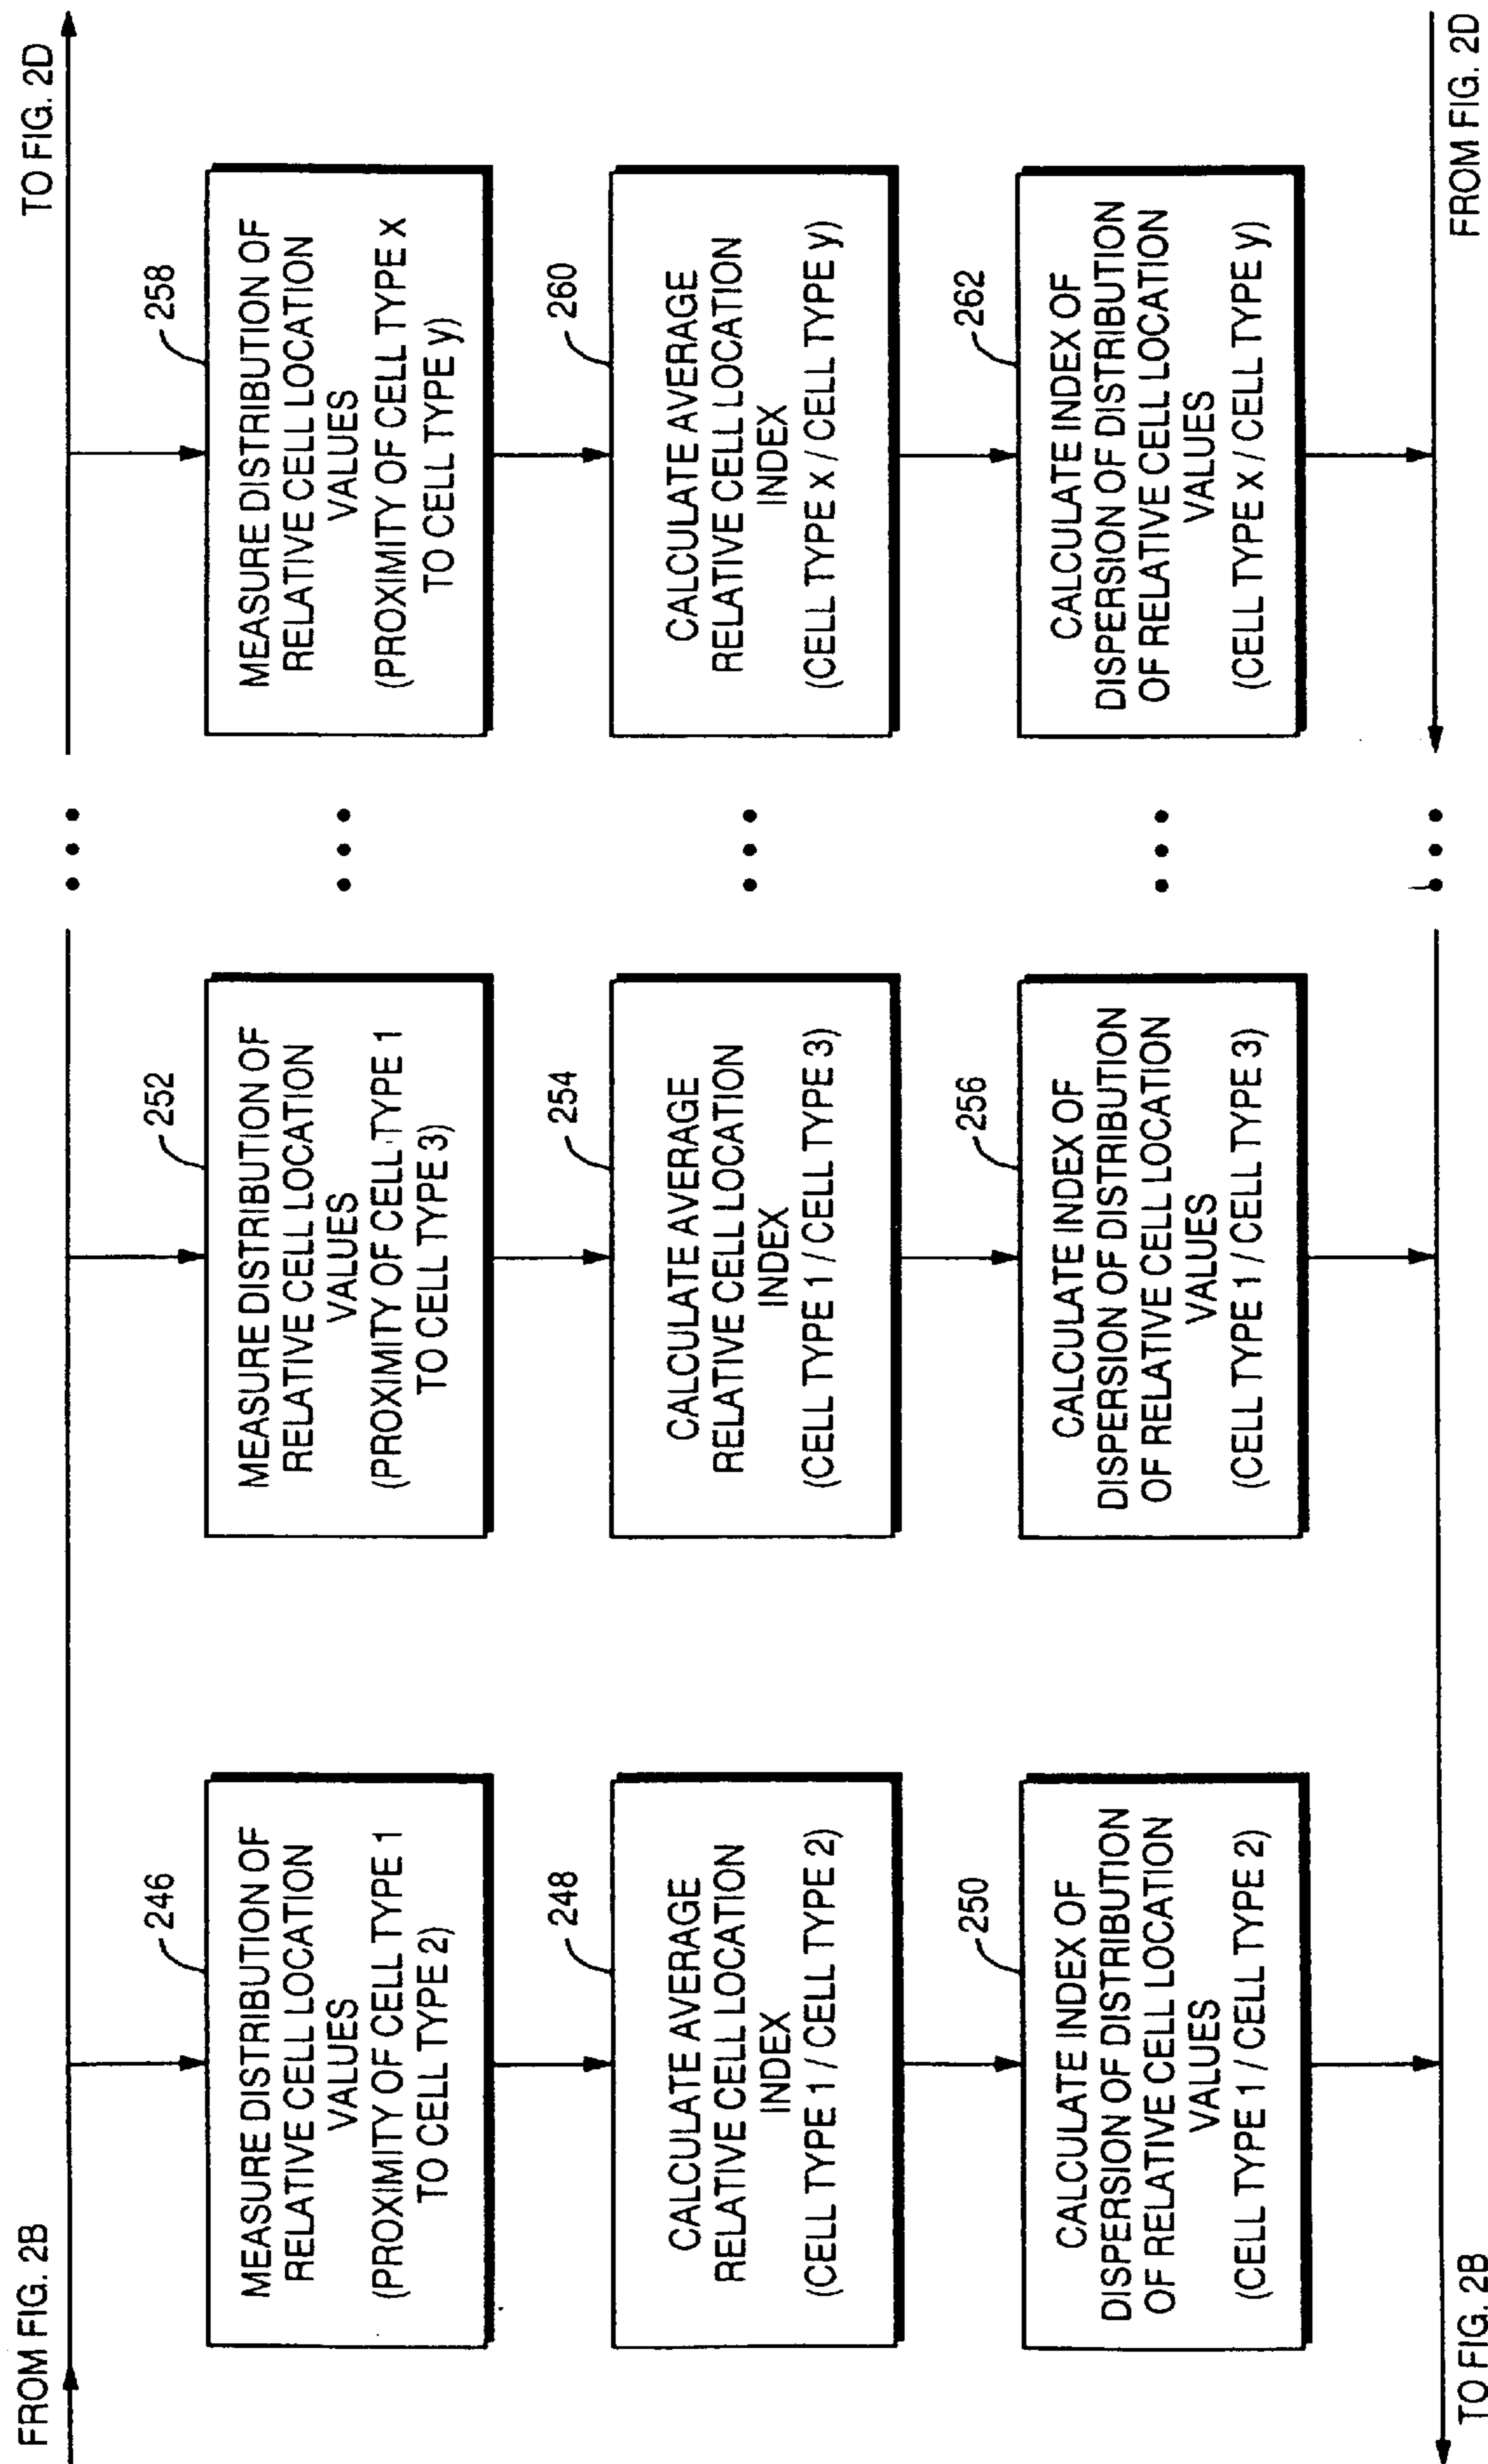 FROM FIG. 2B
TO FIG. 2D
246
MEASURE DISTRIBUTION OF
RELATIVE CELL LOCATION
VALUES
(PROXIMITY OF CELL TYPE 1
TO CELL TYPE 2)
248
CALCULATE AVERAGE
RELATIVE CELL LOCATION
INDEX
(CELL TYPE 1 / CELL TYPE 2)
250
CALCULATE INDEX OF
DISPERSION OF DISTRIBUTION
OF RELATIVE CELL LOCATION
VALUES
(CELL TYPE 1 / CELL TYPE 2)
252
MEASURE DISTRIBUTION OF
RELATIVE CELL LOCATION
VALUES
(PROXIMITY OF CELL TYPE 1
TO CELL TYPE 3)
254
CALCULATE AVERAGE
RELATIVE CELL LOCATION
INDEX
(CELL TYPE 1 / CELL TYPE 3)
256
CALCULATE INDEX OF
DISPERSION OF DISTRIBUTION
OF RELATIVE CELL LOCATION
VALUES
(CELL TYPE 1 / CELL TYPE 3)
258
MEASURE DISTRIBUTION OF
RELATIVE CELL LOCATION
VALUES
(PROXIMITY OF CELL TYPE x
TO CELL TYPE y)
260
CALCULATE AVERAGE
RELATIVE CELL LOCATION
INDEX
(CELL TYPE x / CELL TYPE y)
262
CALCULATE INDEX OF
DISPERSION OF DISTRIBUTION
OF RELATIVE CELL LOCATION
VALUES
(CELL TYPE x / CELL TYPE y)
TO FIG. 2B
FROM FIG. 2D